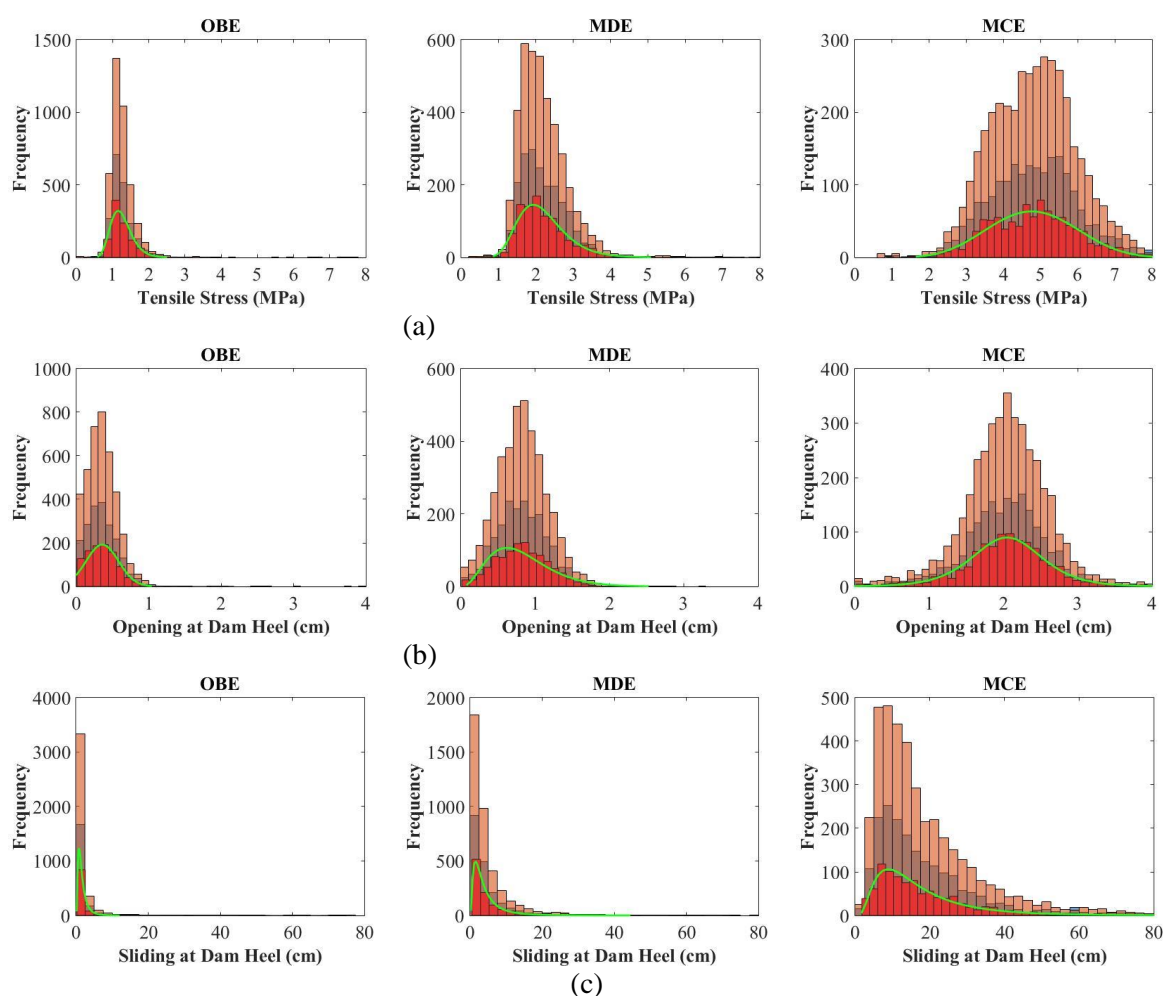 OBE MDE MCE
1500 600 300
1000 400 200
500 200 100
0 0 0
0 1 2 3 4 5 6 7 8 0 1 2 3 4 5 6 7 8 0 1 2 3 4 5 6 7 8
Frequency Frequency Frequency
Tensile Stress (MPa) Tensile Stress (MPa) Tensile Stress (MPa)
(a)
OBE MDE MCE
1000 600 400
800 400 300
600 200 200
400 0 100
200 0
0
0 1 2 3 4 0 1 2 3 4 0 1 2 3 4
Frequency Frequency Frequency
Opening at Dam Heel (cm) Opening at Dam Heel (cm) Opening at Dam Heel (cm)
(b)
OBE MDE MCE
4000 2000 500
3000 1500 400
2000 1000 300
1000 500 200
0 0 100
0
0 20 40 60 80 0 20 40 60 80 0 20 40 60 80
Frequency Frequency Frequency
Sliding at Dam Heel (cm) Sliding at Dam Heel (cm) Sliding at Dam Heel (cm)
(c)